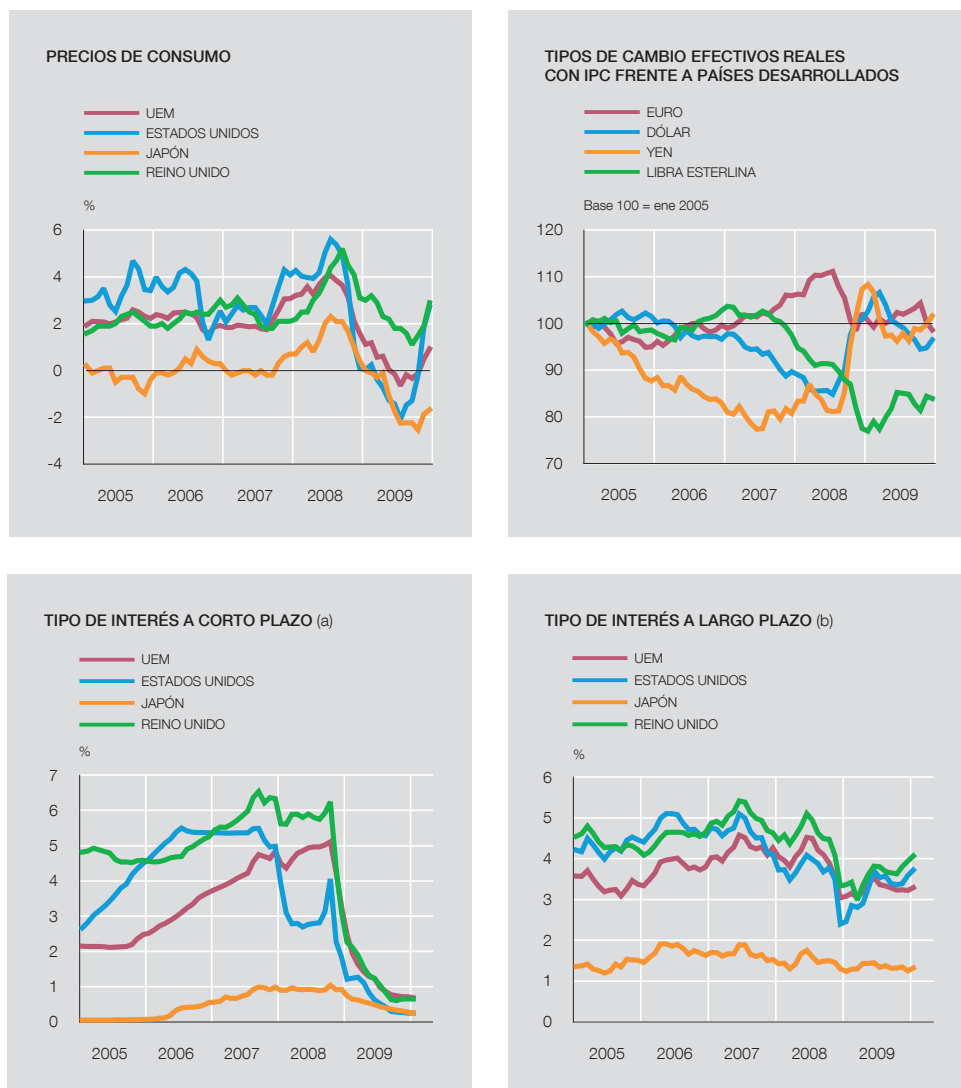 PRECIOS DE CONSUMO
UEM
ESTADOS UNIDOS
JAPÓN
REINO UNIDO
%
6
4
2
0
-2
-4
2005 2006 2007 2008 2009
TIPOS DE CAMBIO EFECTIVOS REALES
CON IPC FRENTE A PAÍSES DESARROLLADOS
EURO
DÓLAR
YEN
LIBRA ESTERLINA
Base 100 = ene 2005
120
110
100
90
80
70
2005 2006 2007 2008 2009
TIPO DE INTERÉS A CORTO PLAZO (a)
UEM
ESTADOS UNIDOS
JAPÓN
REINO UNIDO
%
7
6
5
4
3
2
1
0
2005 2006 2007 2008 2009
TIPO DE INTERÉS A LARGO PLAZO (b)
UEM
ESTADOS UNIDOS
JAPÓN
REINO UNIDO
%
6
5
4
3
2
1
0
2005 2006 2007 2008 2009